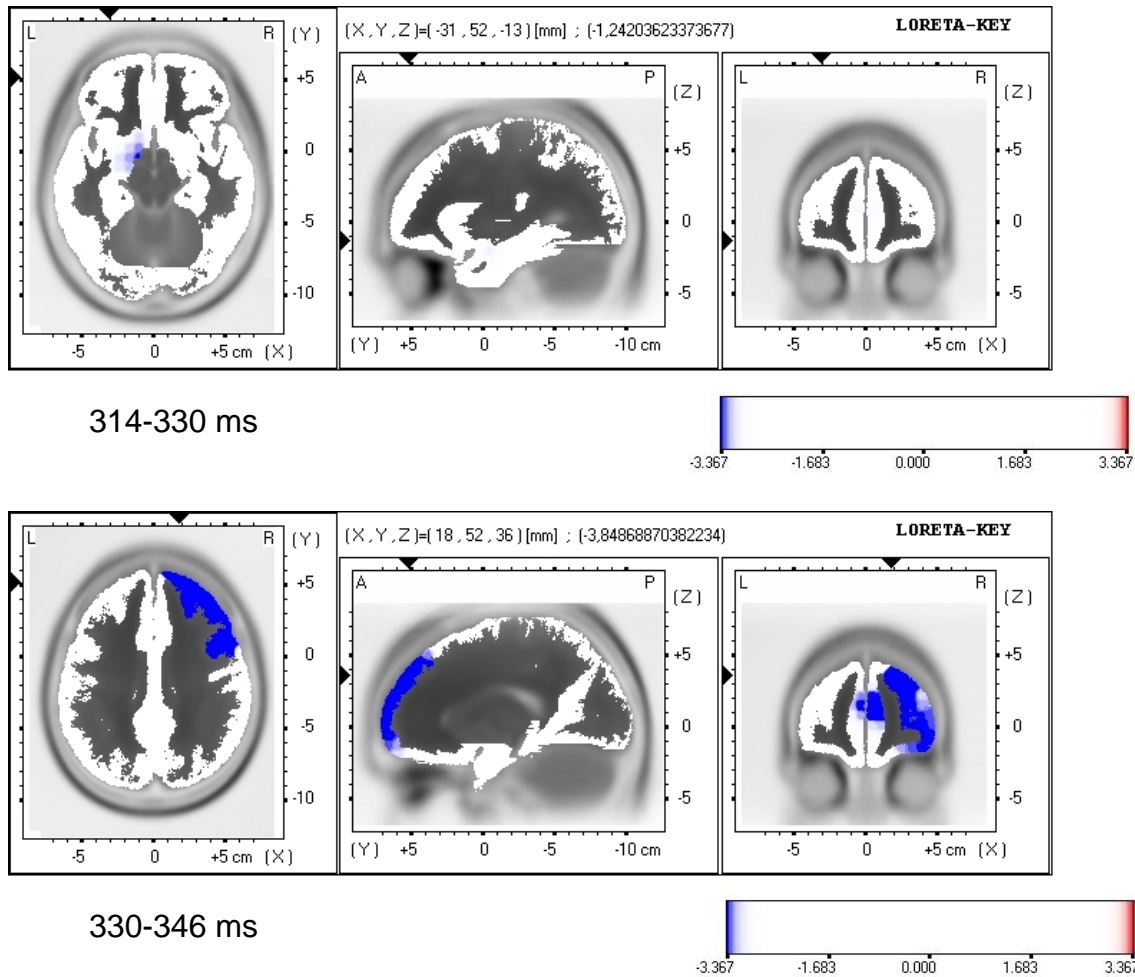 L R (Y) (X,Y,Z)=(-31,52,-13)[mm] ; (-1,24203623373677) LORETA-KEY
A P (Z) L R (Z)
+5 0 -5 -10
+5 0 -5
+5 0 -5
-5 0 +5 cm (X) (Y) +5 0 -5 -10 cm -5 0 +5 cm (X)
314-330 ms
-3.367 -1.683 0.000 1.683 3.367
L R (Y) (X,Y,Z)=(18,52,36)[mm] ; (-3,84868870382234) LORETA-KEY
A P (Z) L R (Z)
+5 0 -5 -10
+5 0 -5
+5 0 -5
-5 0 +5 cm (X) (Y) +5 0 -5 -10 cm -5 0 +5 cm (X)
330-346 ms
-3.367 -1.683 0.000 1.683 3.367